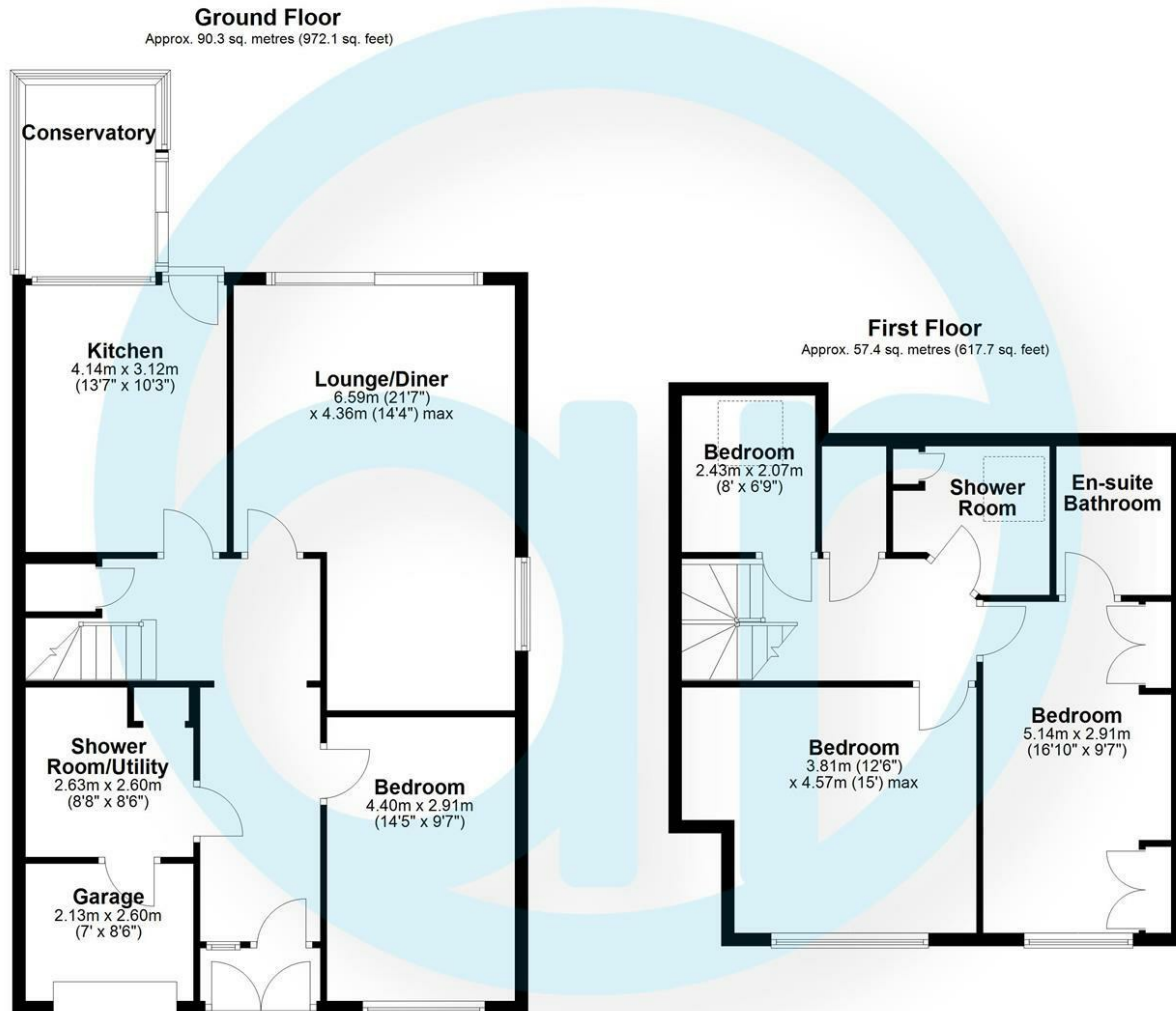 Ground Floor
Approx. 90.3 sq. metres (972.1 sq. feet)
Conservatory
Kitchen
4.14m x 3.12m
(13'7" x 10'3")
Lounge/Diner
6.59m (21'7")
x 4.36m (14'4") max
Shower
Room/Utility
2.63m x 2.60m
(8'8" x 8'6")
Bedroom
4.40m x 2.91m
(14'5" x 9'7")
Garage
2.13m x 2.60m
(7' x 8'6")
First Floor
Approx. 57.4 sq. metres (617.7 sq. feet)
Bedroom
2.43m x 2.07m
(8' x 6'9")
Shower
Room
En-suite
Bathroom
Bedroom
3.81m (12'6")
x 4.57m (15') max
Bedroom
5.14m x 2.91m
(16'10" x 9'7")